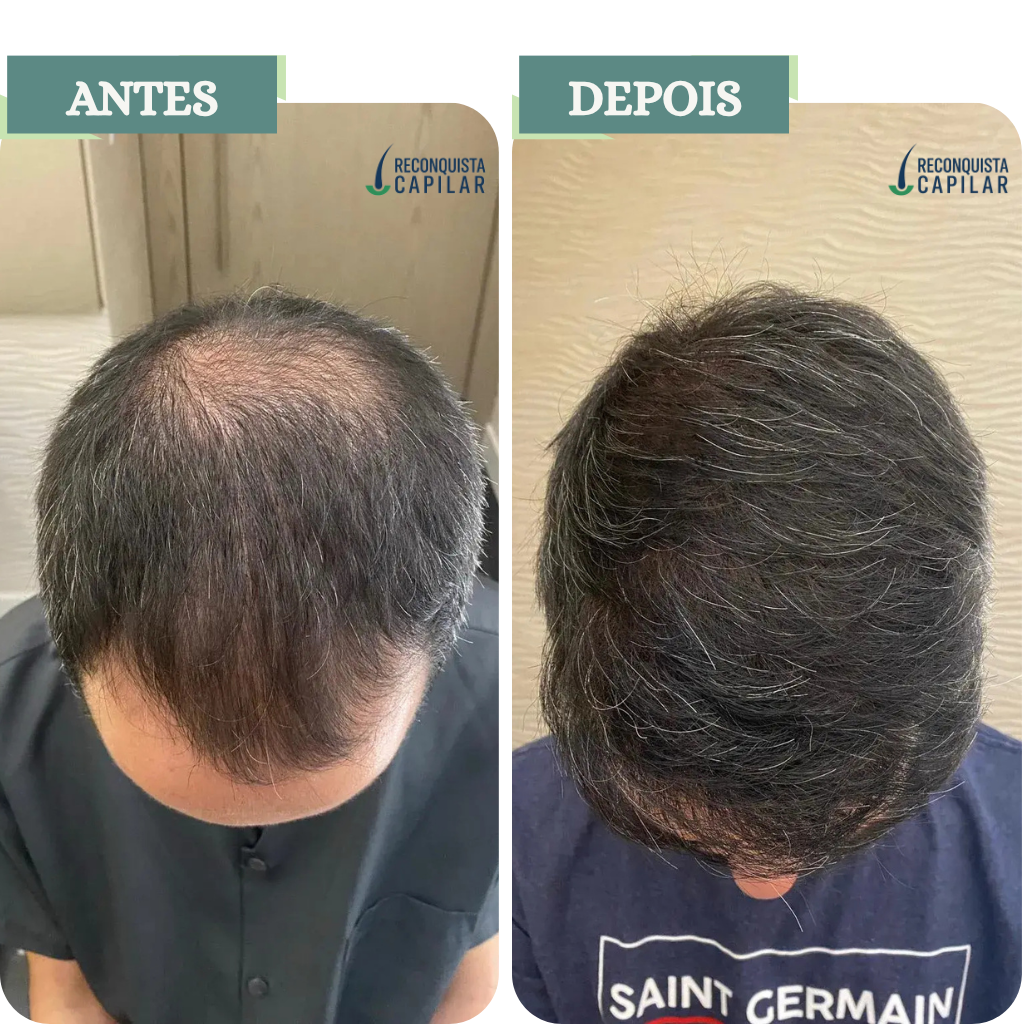 ANTES
DEPOIS
RECONQUISTA
CAPILAR
RECONQUISTA
CAPILAR
SAINT GERMAIN